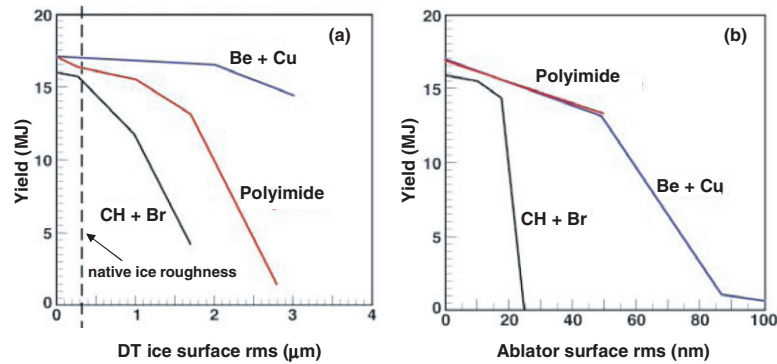 20
15
10
5
0
Yield (MJ)
(a)
Be + Cu
Polyimide
CH + Br
native ice roughness
0 1 2 3 4
DT ice surface rms (μm)
20
15
10
5
0
Yield (MJ)
(b)
Polyimide
Be + Cu
CH + Br
0 20 40 60 80 100
Ablator surface rms (nm)